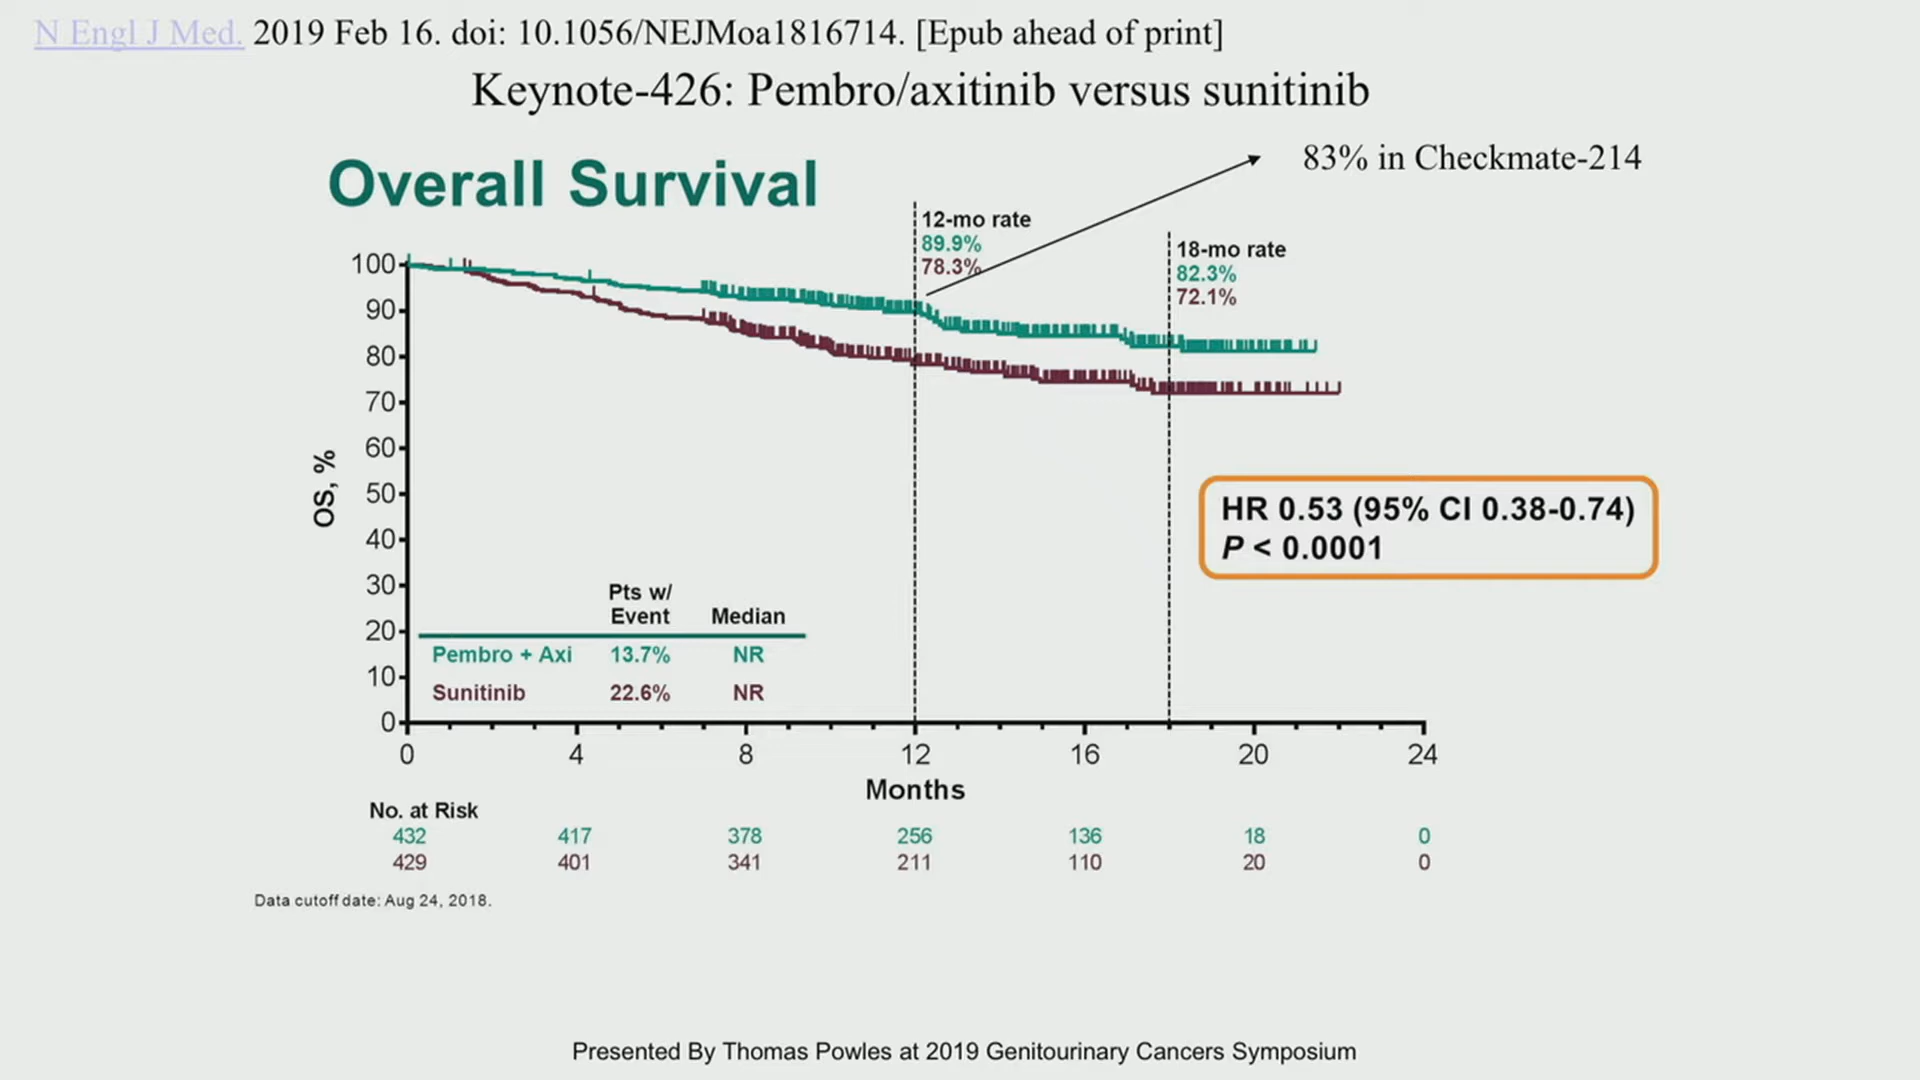 N Engl J Med. 2019 Feb 16. doi: 10.1056/NEJMoa1816714. [Epub ahead of print]
Keynote-426: Pembro/axitinib versus sunitinib
83% in Checkmate-214
Overall Survival
12-mo rate
89.9%
78.3%
18-mo rate
82.3%
72.1%
100
90
80
70
60
50
40
30
20
10
0
OS, %
HR 0.53 (95% CI 0.38-0.74)
P < 0.0001
Pts w/
Event Median
Pembro + Axi 13.7% NR
Sunitinib 22.6% NR
0 4 8 12 16 20 24
Months
No. at Risk
432 417 378 256 136 18 0
429 401 341 211 110 20 0
Data cutoff date: Aug 24, 2018.
Presented By Thomas Powles at 2019 Genitourinary Cancers Symposium